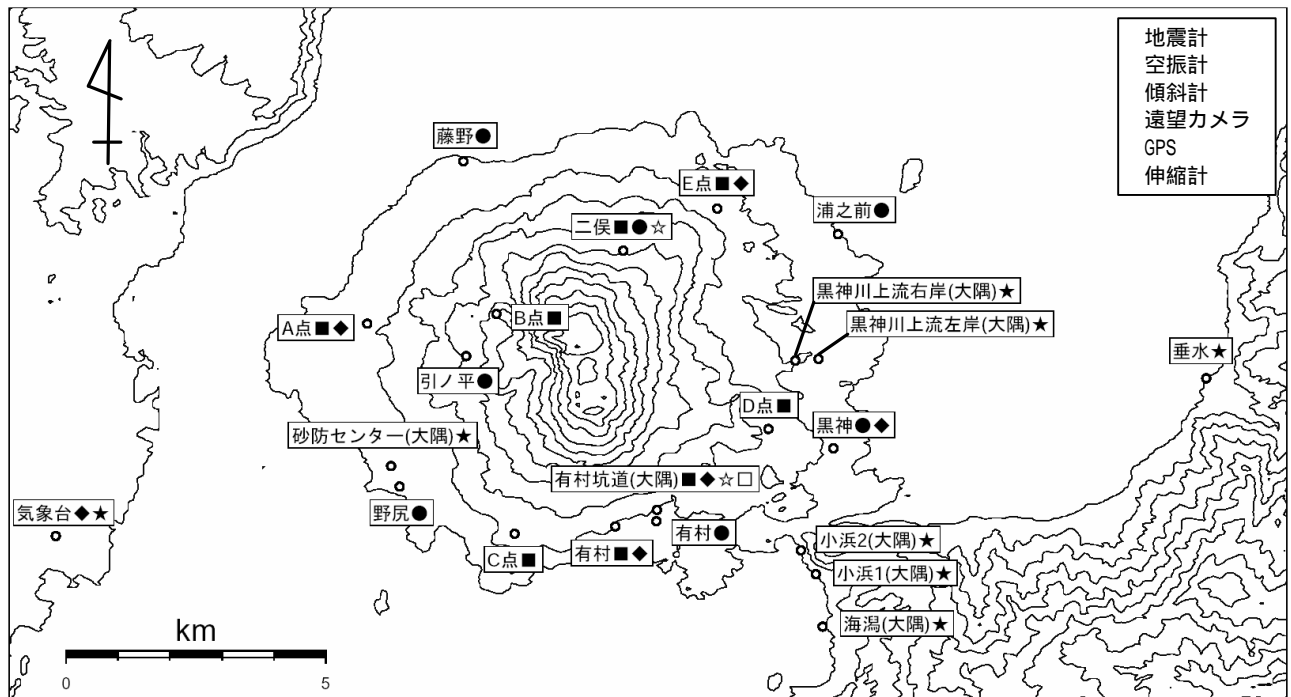 地震計
空振計
傾斜計
遠望カメラ
GPS
伸縮計
藤野●
E点■◆
浦之前●
二俣■●☆
黒神川上流右岸(大隅)★
黒神川上流左岸(大隅)★
A点■◆
B点■
垂水★
引ノ平●
D点■
黒神●◆
砂防センター(大隅)★
有村坑道(大隅)■◆☆□
気象台◆★
野尻●
C点■
有村■◆
有村●
小浜2(大隅)★
小浜1(大隅)★
海潟(大隅)★
km
0
5